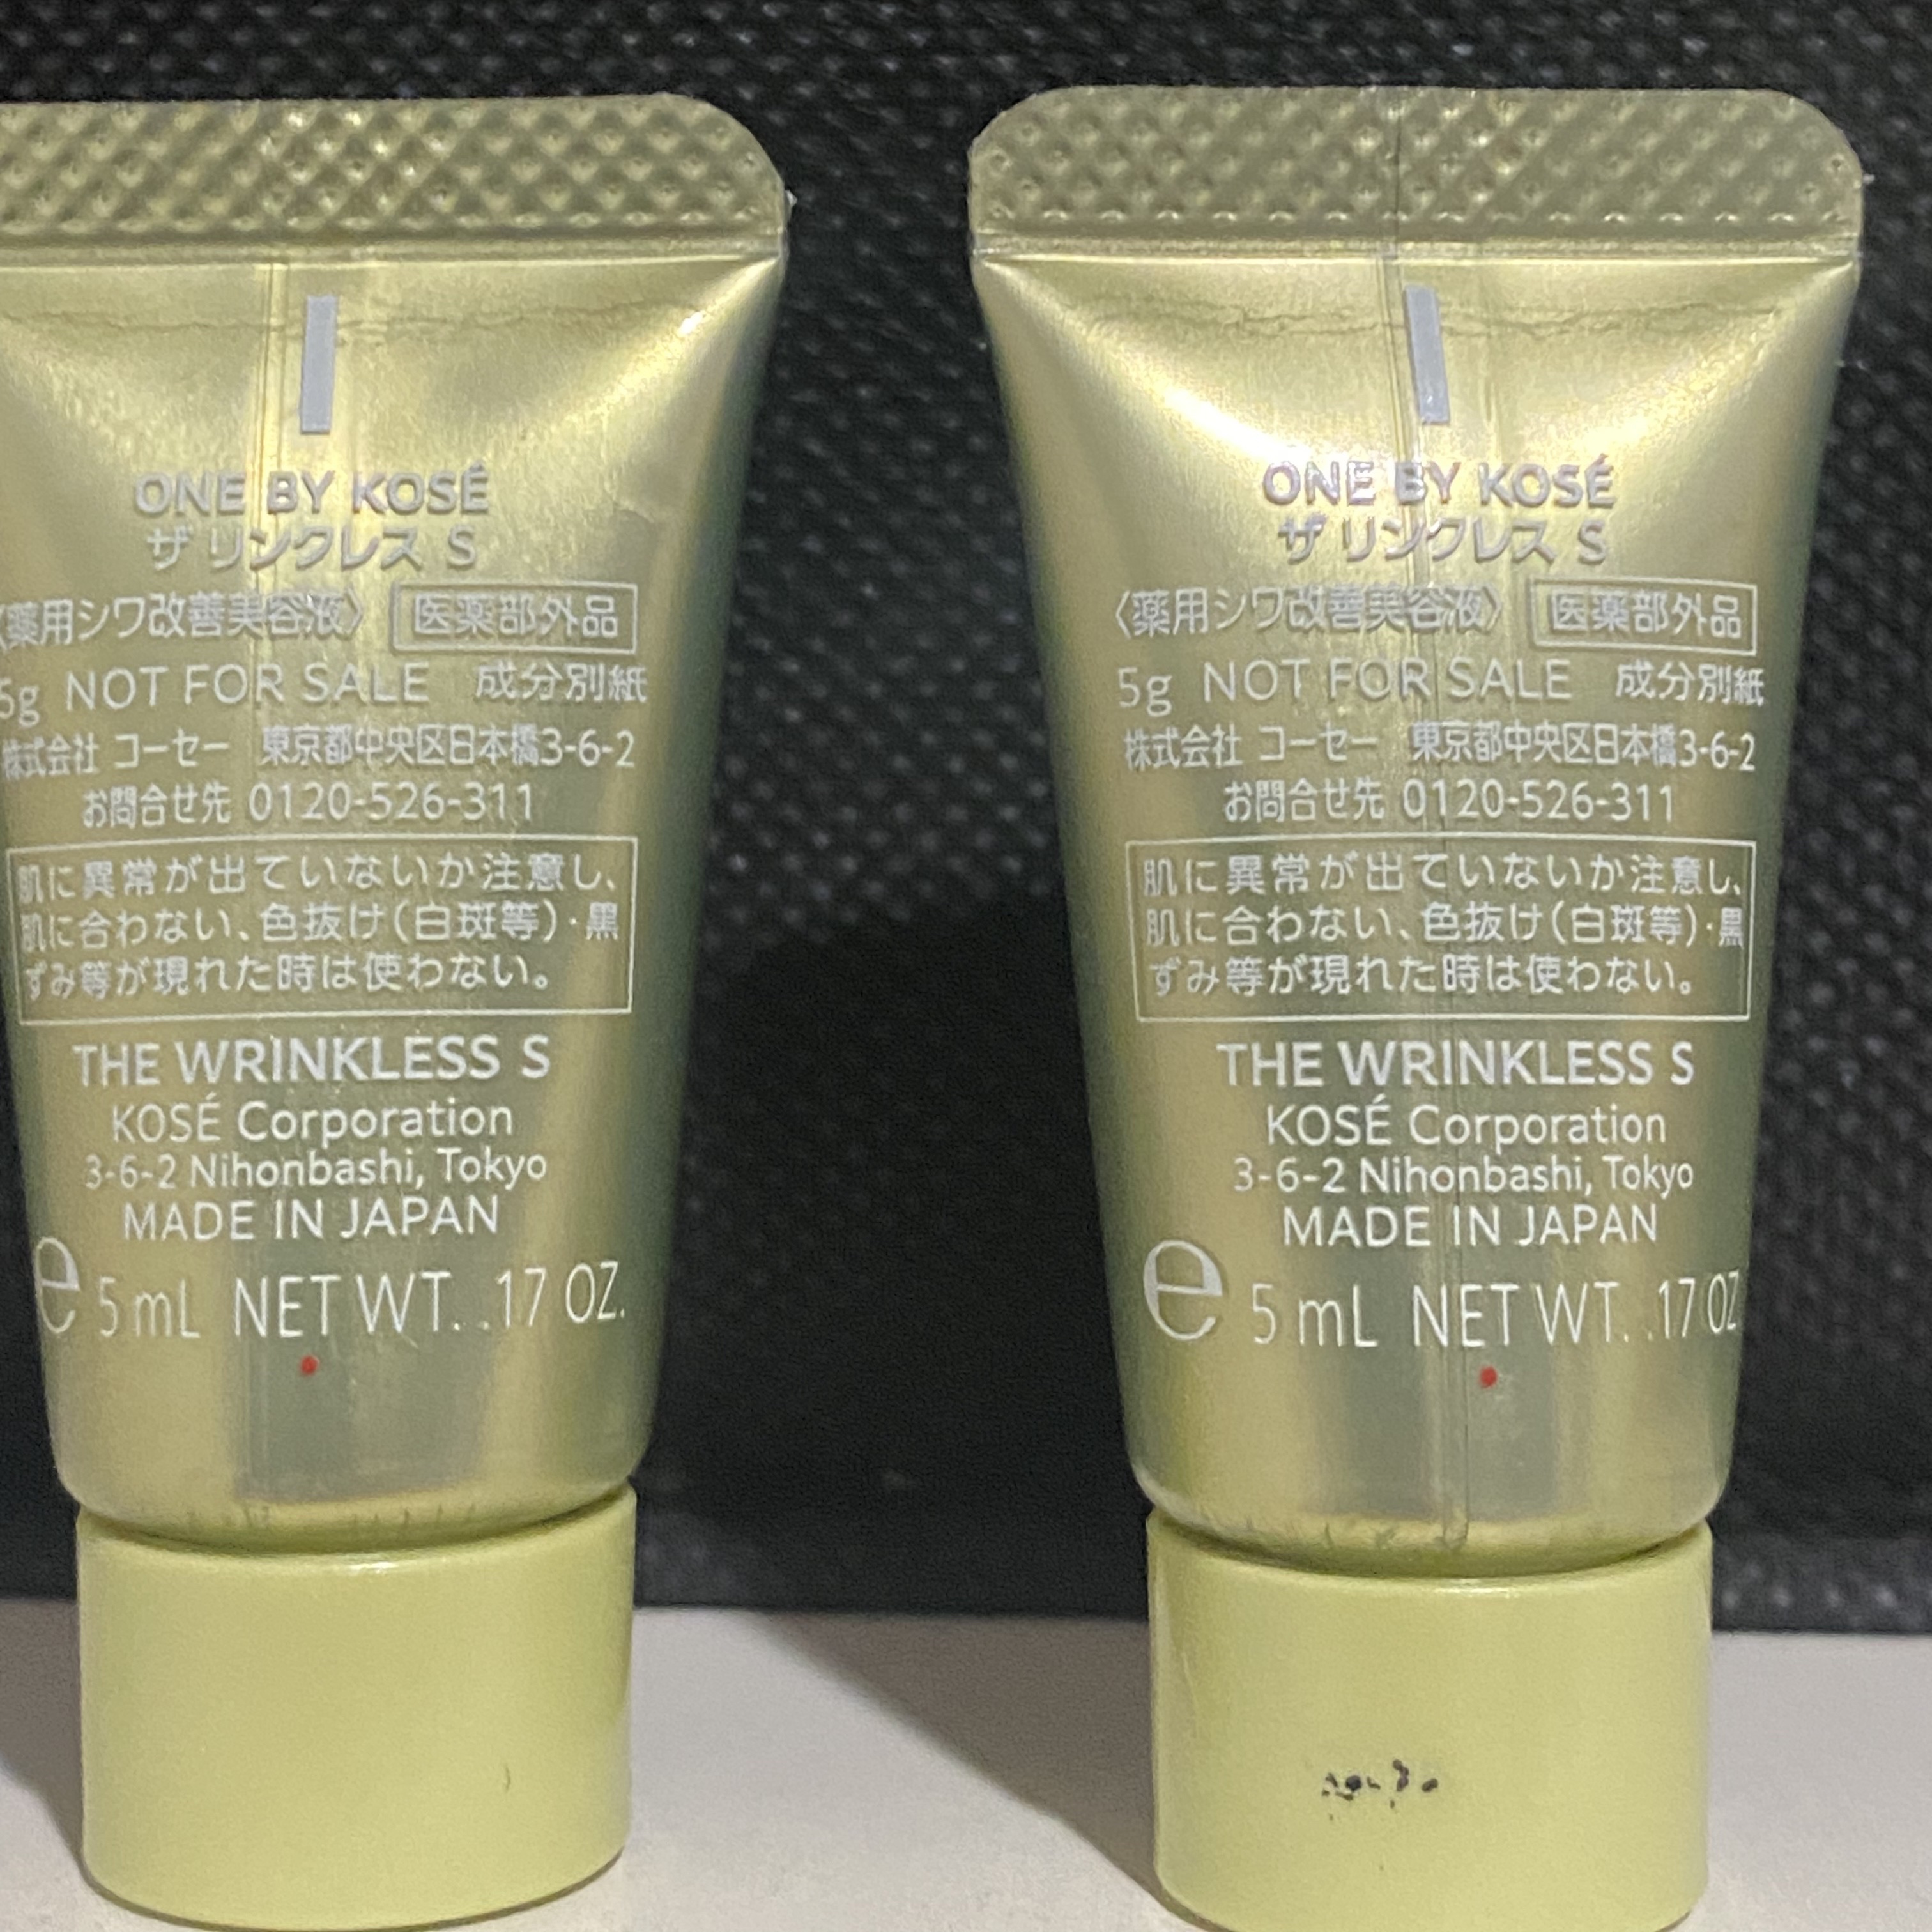 ONE BY KOSÉ
ザ リンクレス S
〈薬用シワ改善美容液〉 医薬部外品
5g NOT FOR SALE 成分別紙
株式会社 コーセー 東京都中央区日本橋3-6-2
お問合せ先 0120-526-311
肌に異常が出ていないか注意し、
肌に合わない、色抜け(白斑等)・黒
ずみ等が現れた時は使わない。
THE WRINKLESS S
KOSÉ Corporation
3-6-2 Nihonbashi, Tokyo
MADE IN JAPAN
e 5 mL NET WT. .17 OZ.
ONE BY KOSÉ
ザ リンクレス S
〈薬用シワ改善美容液〉 医薬部外品
5g NOT FOR SALE 成分別紙
株式会社 コーセー 東京都中央区日本橋3-6-2
お問合せ先 0120-526-311
肌に異常が出ていないか注意し、
肌に合わない、色抜け(白斑等)・黒
ずみ等が現れた時は使わない。
THE WRINKLESS S
KOSÉ Corporation
3-6-2 Nihonbashi, Tokyo
MADE IN JAPAN
e 5 mL NET WT. .17 OZ